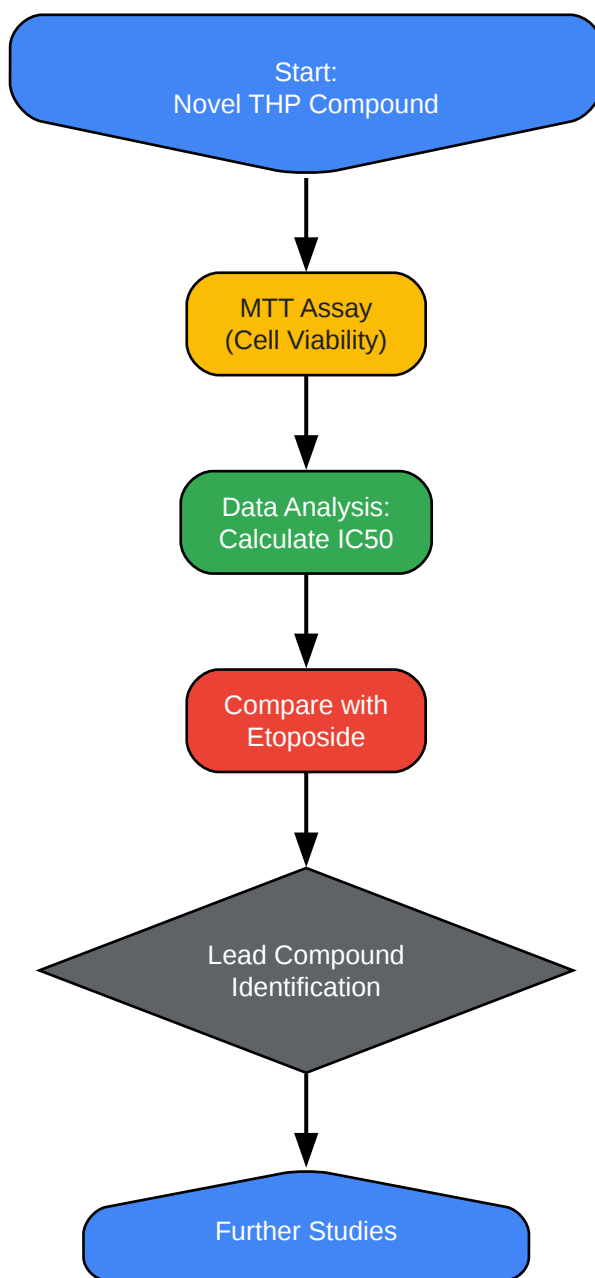 Start:
Novel THP Compound
MTT Assay
(Cell Viability)
Data Analysis:
Calculate IC50
Compare with
Etoposide
Lead Compound
Identification
Further Studies